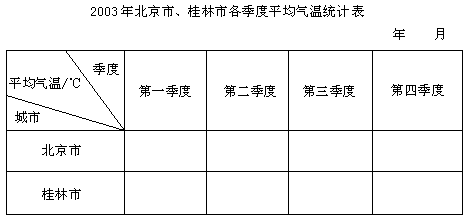 2003年北京市、桂林市各季度平均气温统计表
年 月
季度
平均气温/℃
城市
第一季度 第二季度 第三季度 第四季度
北京市
桂林市